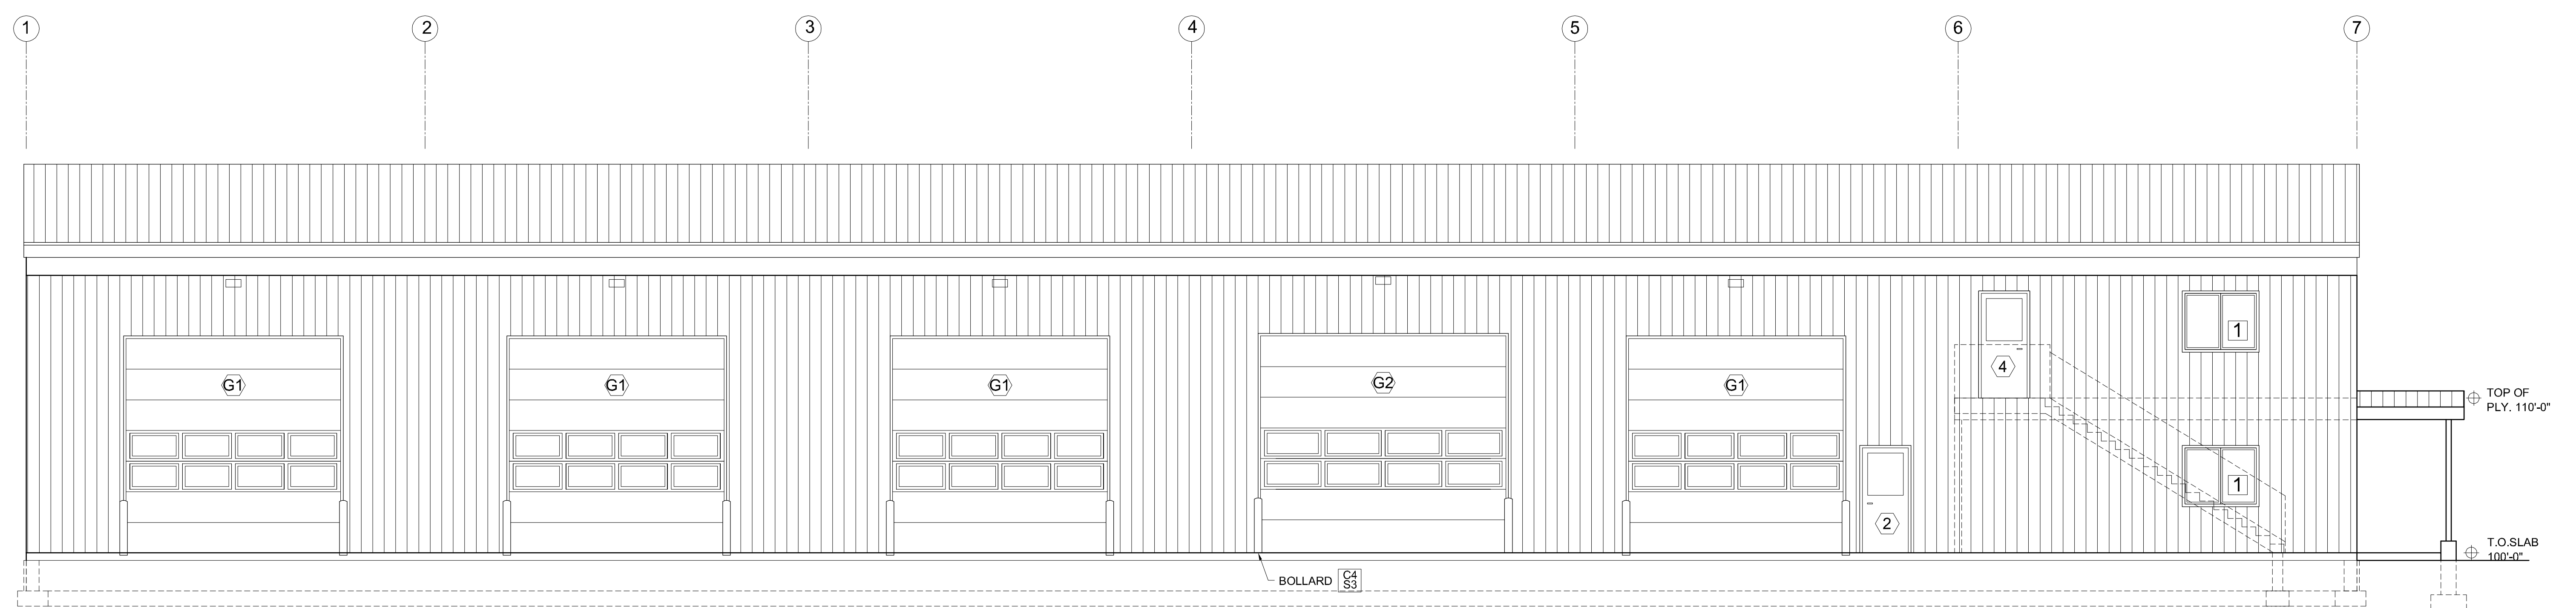 1 2 3 4 5 6 7
1
G1 G1 G1 G2 G1
4
TOP OF
PLY. 110'-0"
1
2
T.O.SLAB
100'-0"
BOLLARD C4
S3